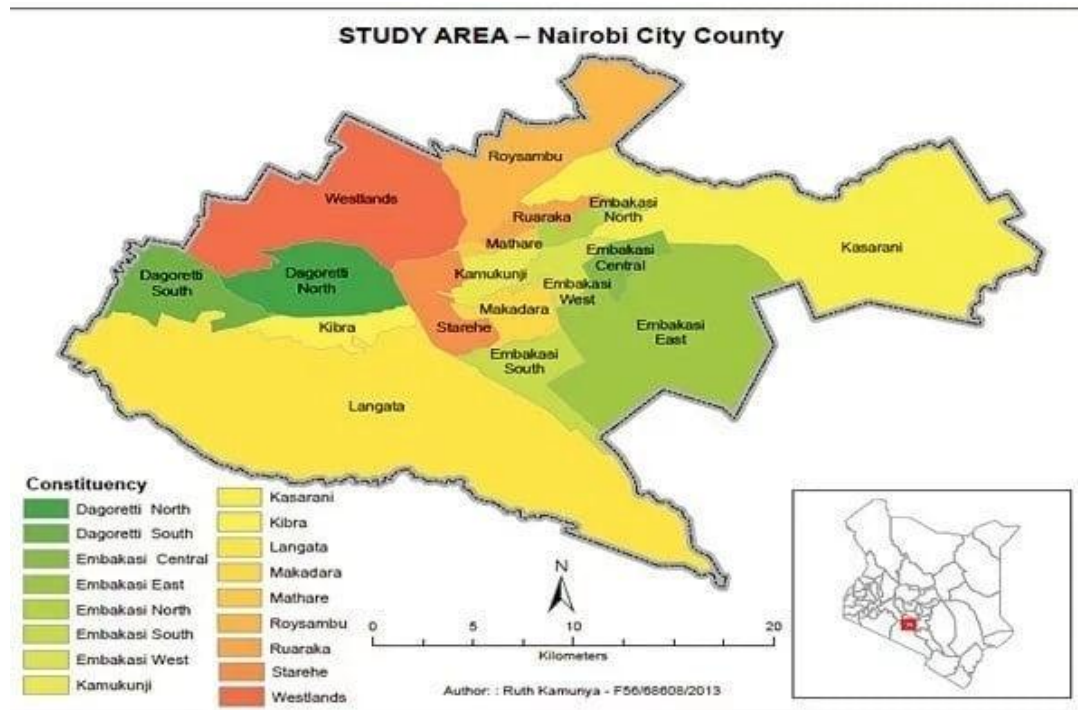 STUDY AREA – Nairobi City County
Roysambu
Westlands
Ruaraka
Embakasi
North
Mathare
Kasarani
Embakasi
Central
Dagoretti
South
Dagoretti
North
Kamukunji
Embakasi
West
Makadara
Kibra
Starehe
Embakasi
East
Embakasi
South
Langata
Constituency
Dagoretti North
Dagoretti South
Embakasi Central
Embakasi East
Embakasi North
Embakasi South
Embakasi West
Kamukunji
Kasarani
Kibra
Langata
Makadara
Mathare
Roysambu
Ruaraka
Starehe
Westlands
N
0 5 10 20
Kilometers
Author: : Ruth Kamunya - F56/68608/2013